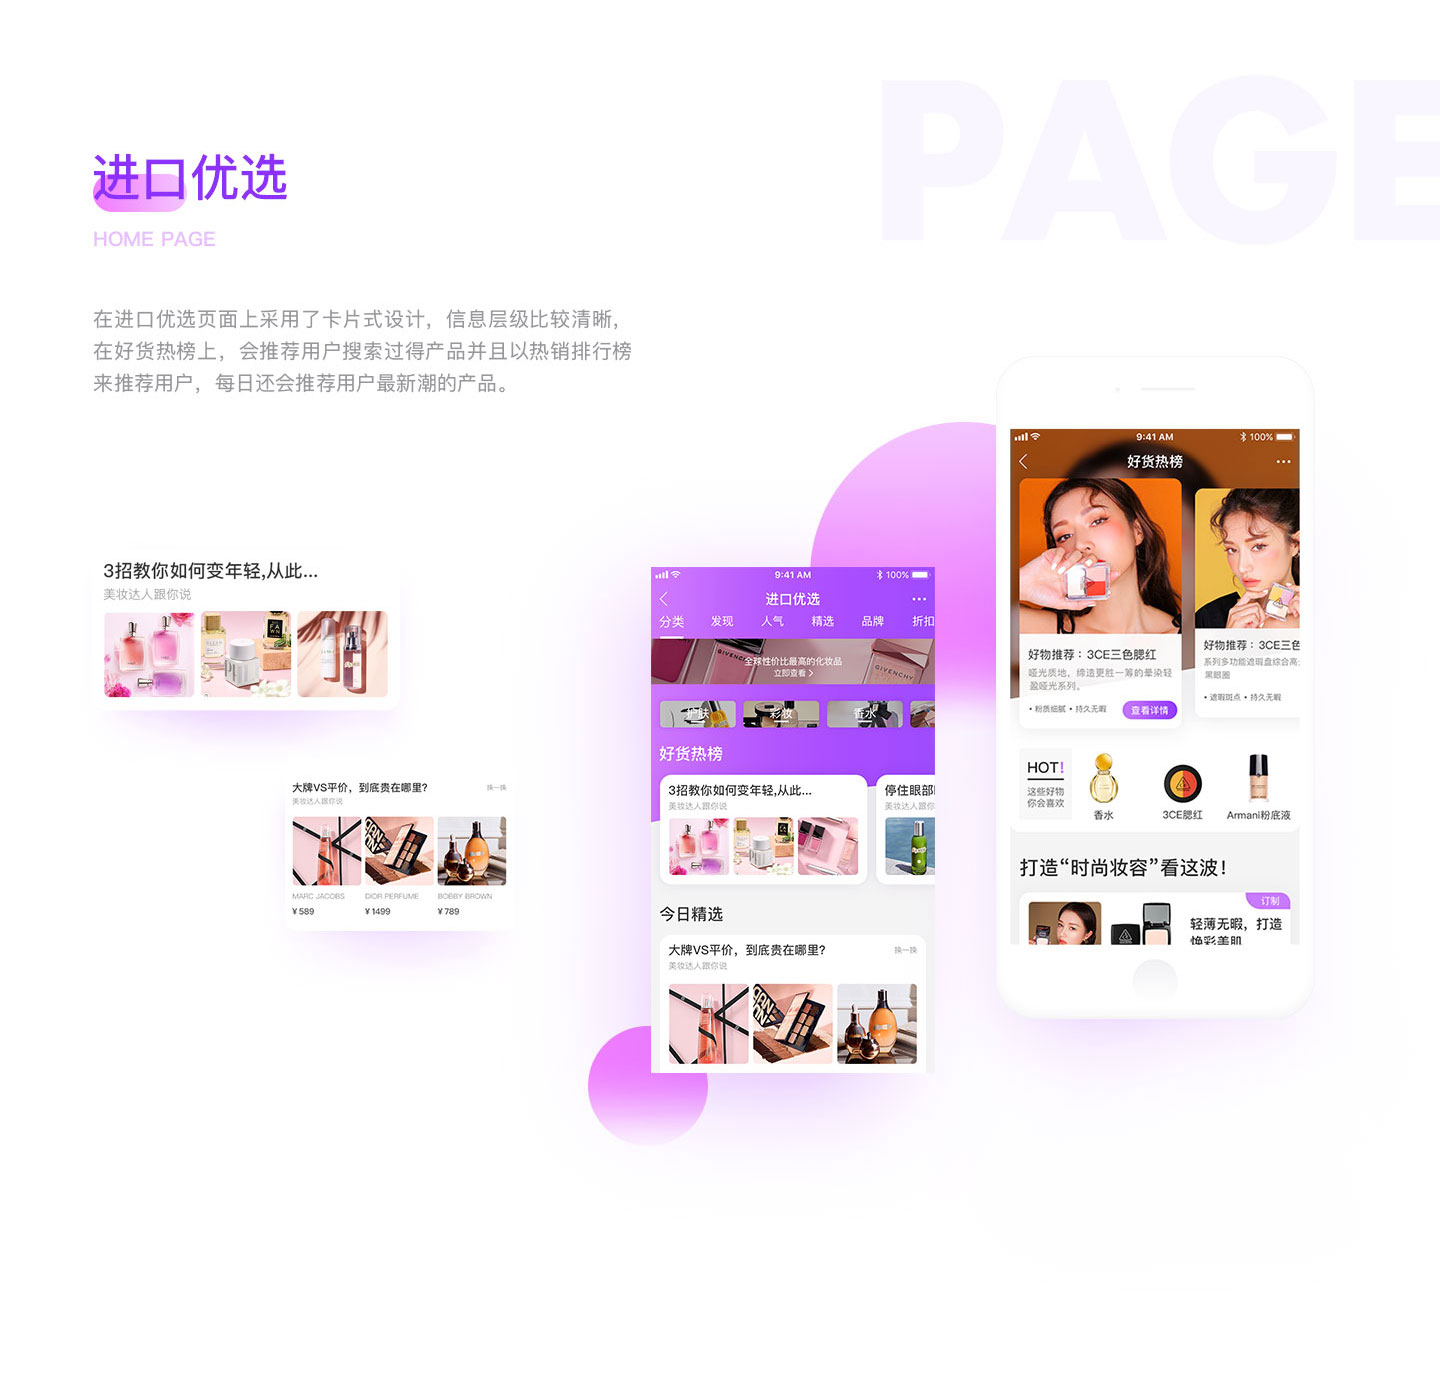 PAGE
进口优选
HOME PAGE
在进口优选页面上采用了卡片式设计，信息层级比较清晰，
在好货热榜上，会推荐用户搜索过得产品并且以热销排行榜
来推荐用户，每日还会推荐用户最新潮的产品。
3招教你如何变年轻,从此...
美妆达人跟你说
大牌VS平价，到底贵在哪里?
换一换
美妆达人跟你说
MARC JACOBS
DIOR PERFUME
BOBBY BROWN
¥ 589
¥ 1499
¥ 789
9:41 AM
100%
进口优选
分类
发现
人气
精选
品牌
折扣
GIVENCHY
GIVENCHY
全球性价比最高的化妆品
立即查看
护肤
彩妆
香水
好货热榜
3招教你如何变年轻,从此...
美妆达人跟你说
停住眼部
美妆达人跟你
今日精选
大牌VS平价，到底贵在哪里?
换一换
美妆达人跟你说
9:41 AM
100%
好货热榜
好物推荐：3CE三色腮红
哑光质地，缔造更胜一筹的晕染轻
盈哑光系列。
• 粉质细腻 • 持久无暇
查看详情
好物推荐：3CE三色
系列多功能遮瑕盘综合高
黑眼圈
• 遮瑕斑点 • 持久无暇
HOT!
这些好物
你会喜欢
香水
3CE腮红
Armani粉底液
打造“时尚妆容”看这波!
订制
轻薄无暇，打造
焕彩美肌